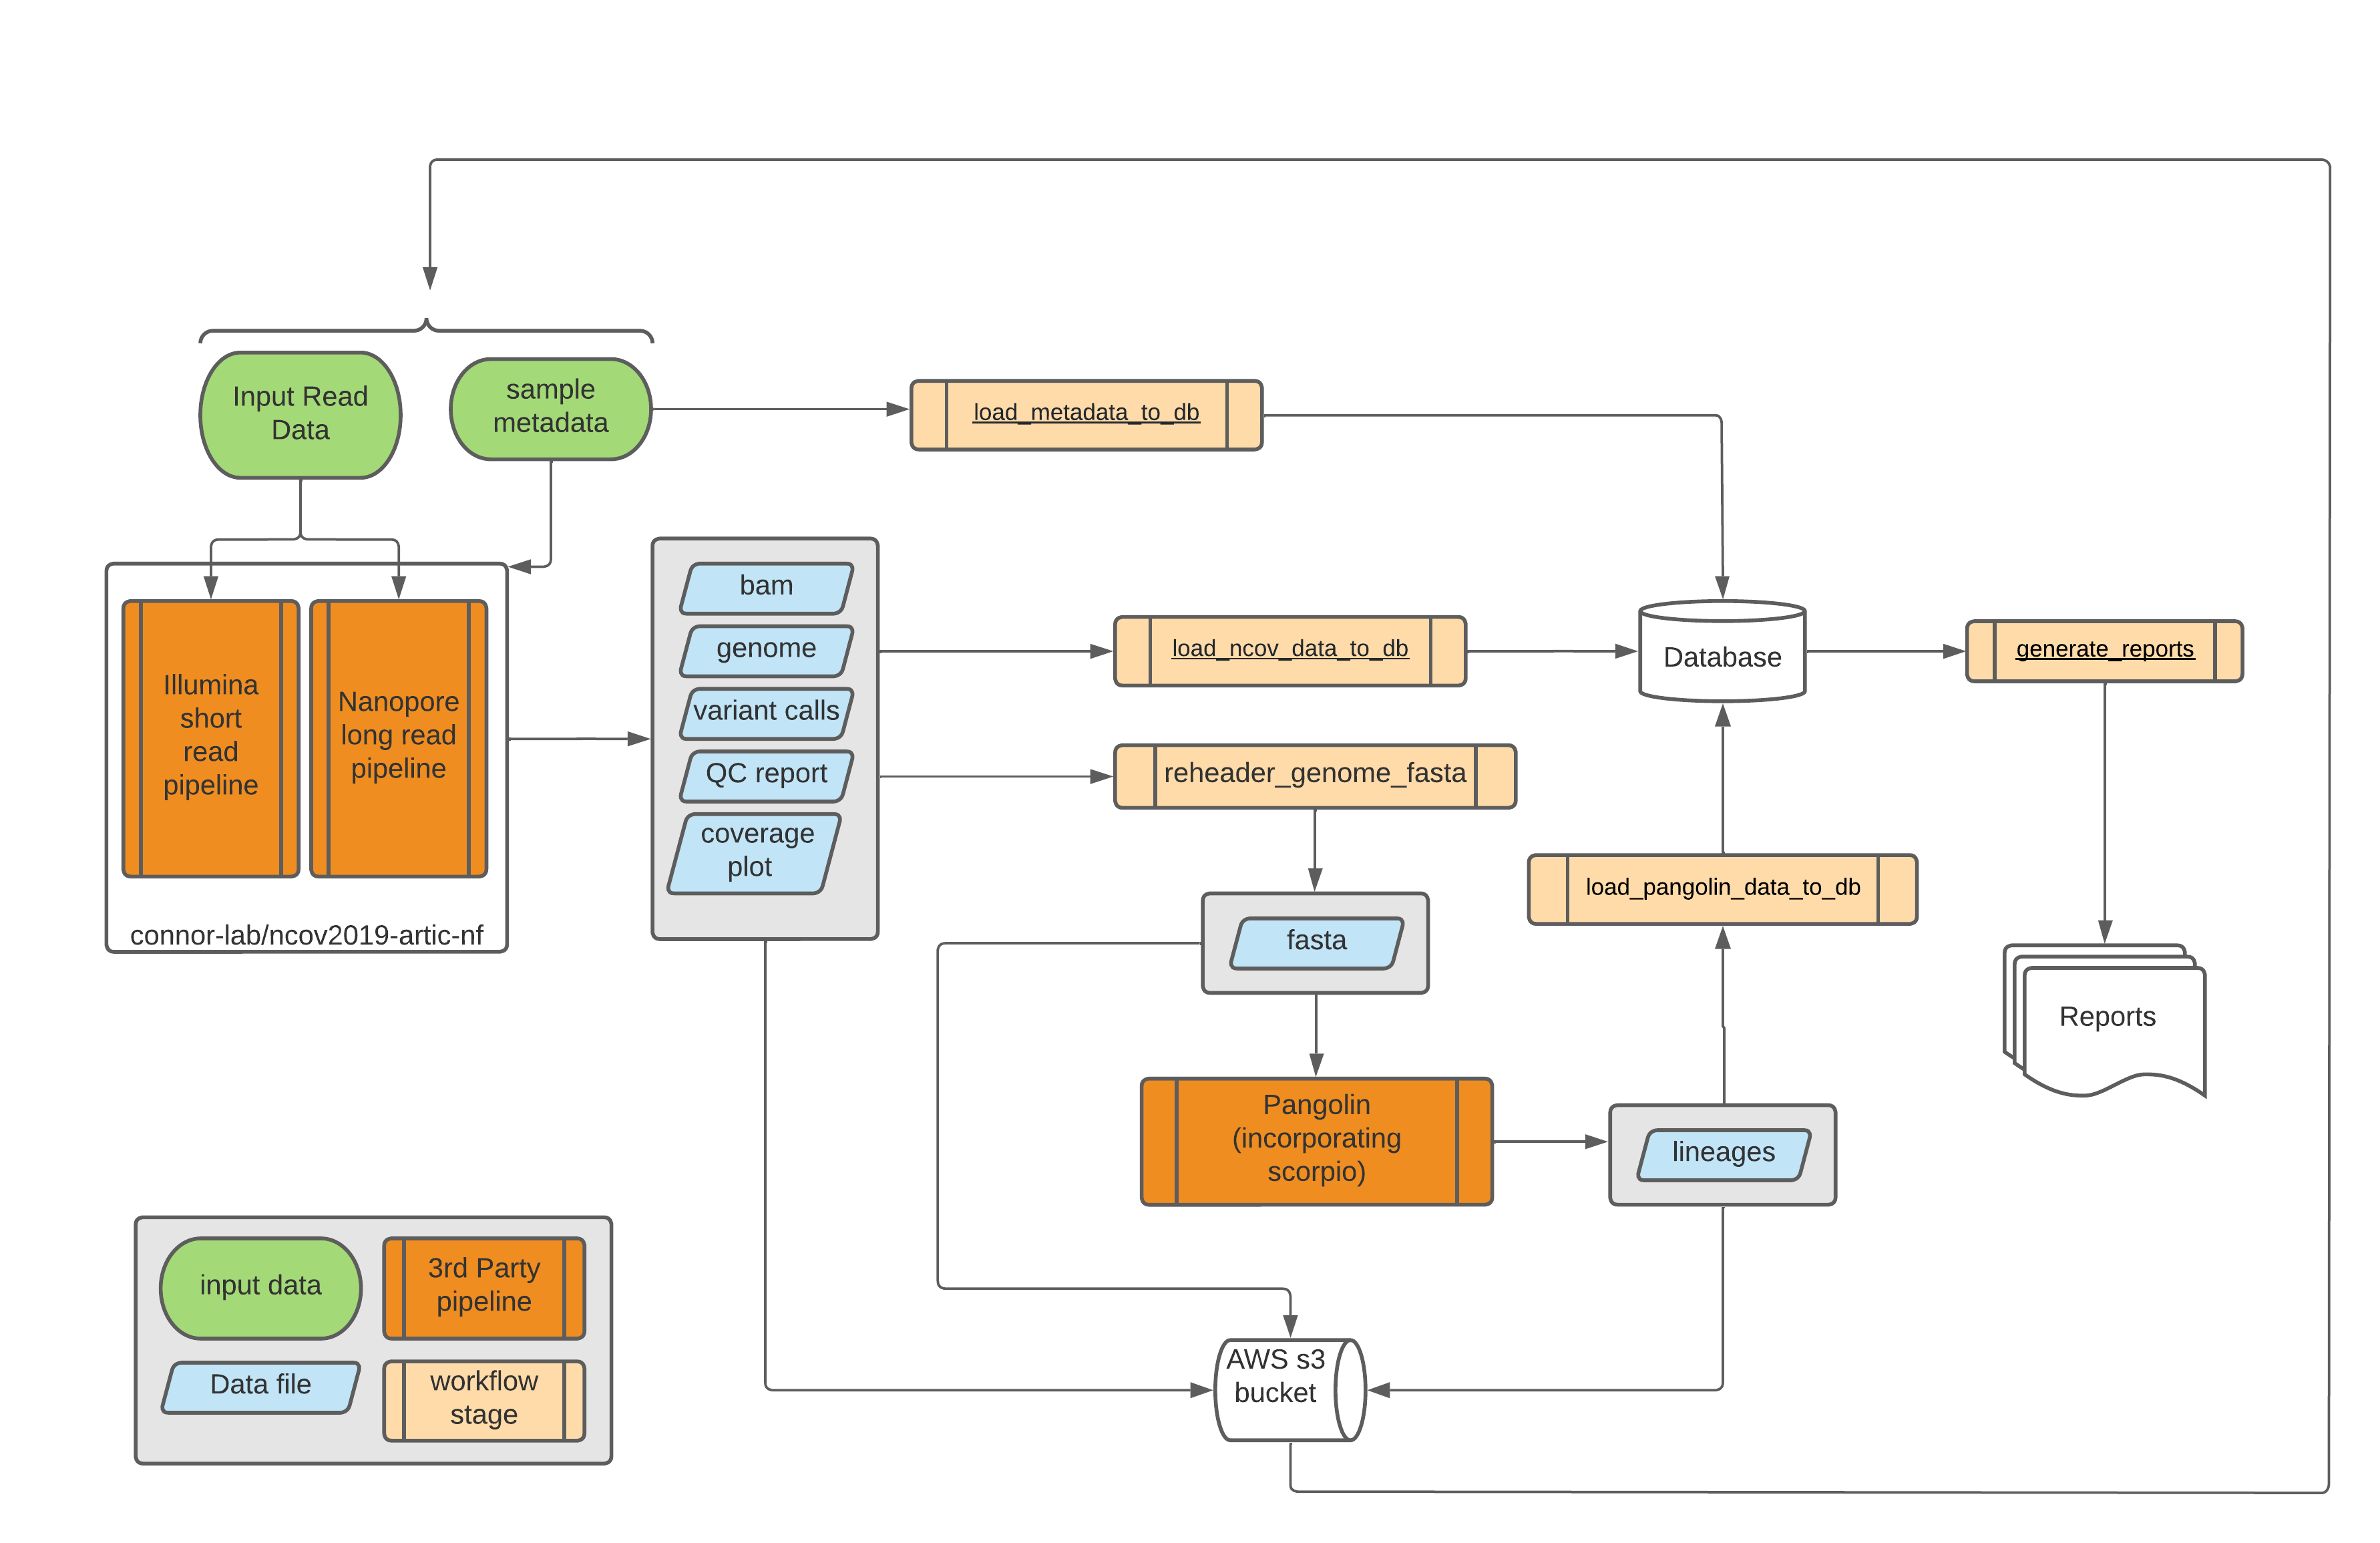 Input Read
Data
sample
metadata
load_metadata_to_db
Illumina
short
read
pipeline
Nanopore
long read
pipeline
connor-lab/ncov2019-artic-nf
bam
genome
variant calls
QC report
coverage
plot
load_ncov_data_to_db
Database
generate_reports
reheader_genome_fasta
load_pangolin_data_to_db
fasta
Reports
Pangolin
(incorporating
scorpio)
lineages
input data
3rd Party
pipeline
Data file
workflow
stage
AWS s3
bucket